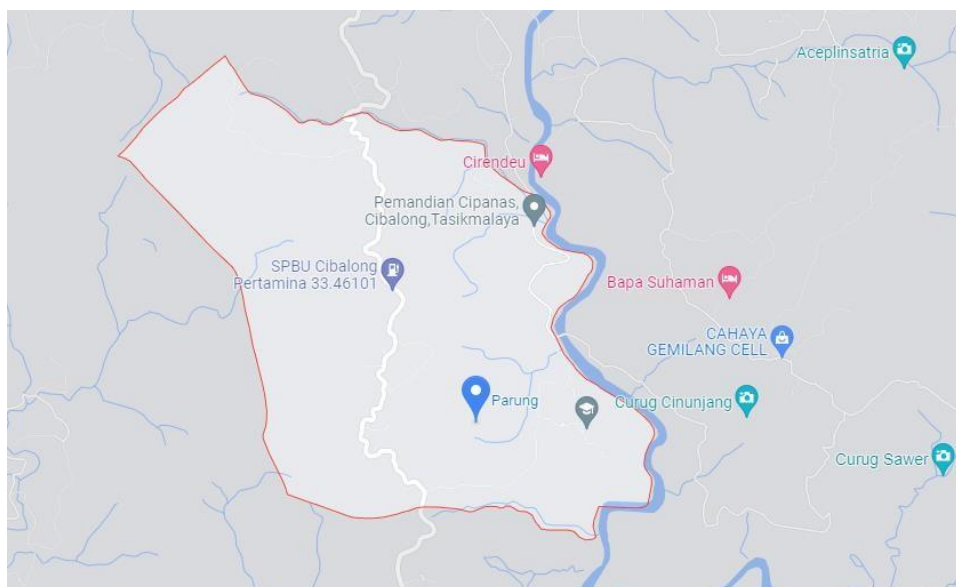 Aceplinsatria
Cirendeu
Pemandian Cipanas,
Cibalong,Tasikmalaya
SPBU Cibalong
Pertamina 33.46101
Bapa Suhaman
CAHAYA
GEMILANG CELL
Parung
Curug Cinunjang
Curug Sawer